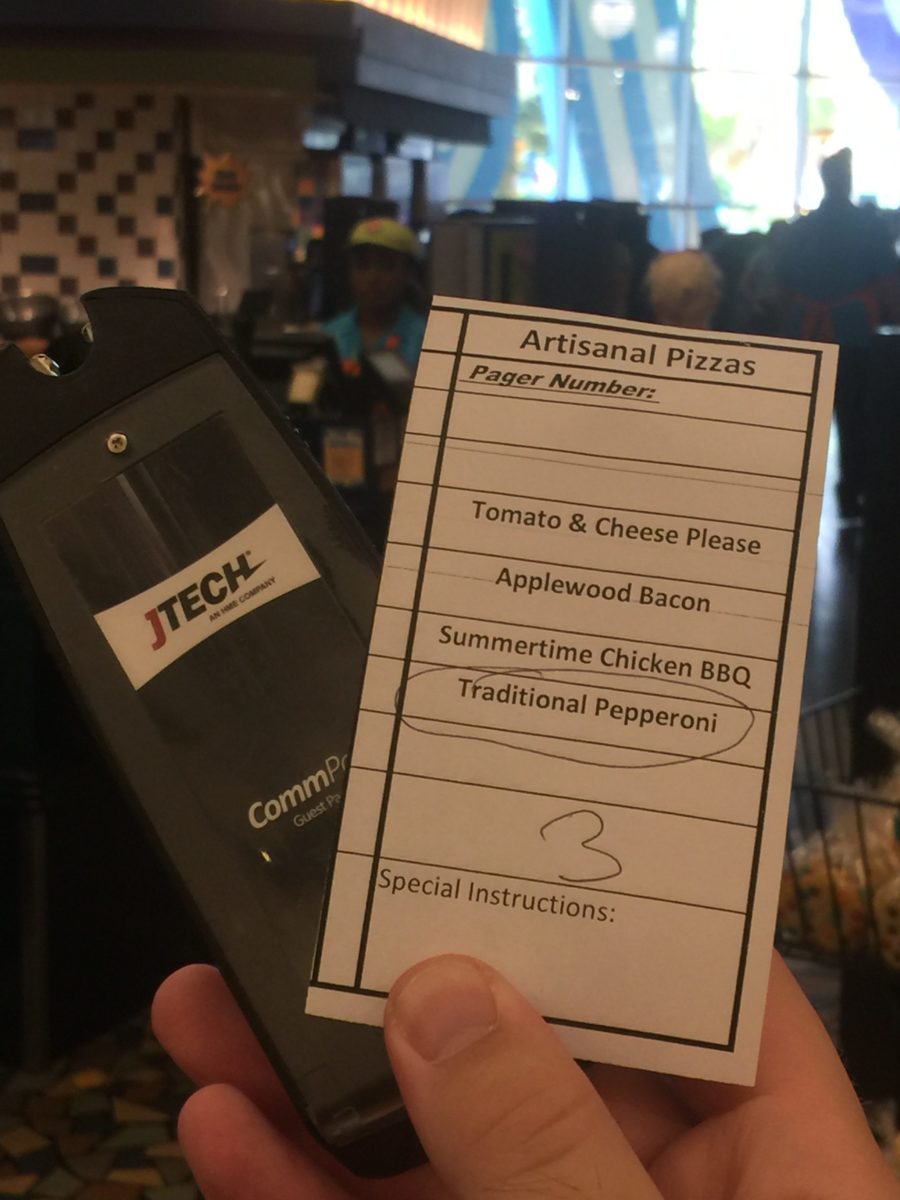 Artisanal Pizzas
Pager Number:
Tomato & Cheese Please
Applewood Bacon
Summertime Chicken BBQ
Traditional Pepperoni
3
Special Instructions:
JTECH
AN HME COMPANY
CommP
Guest Pa